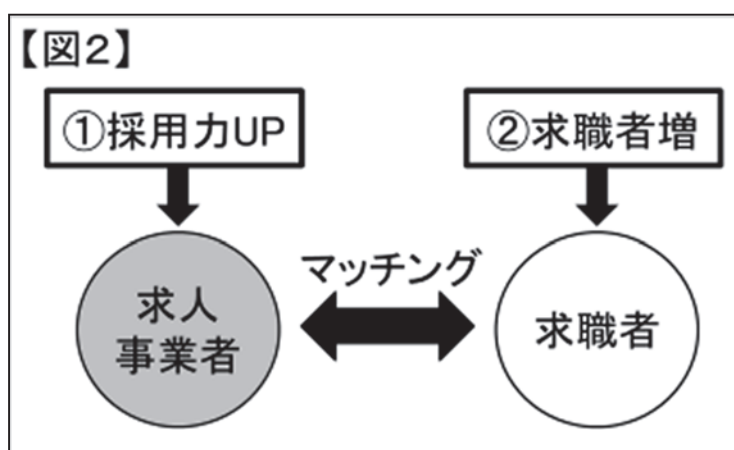 【図2】
①採用力UP
②求職者増
マッチング
求人
事業者
求職者